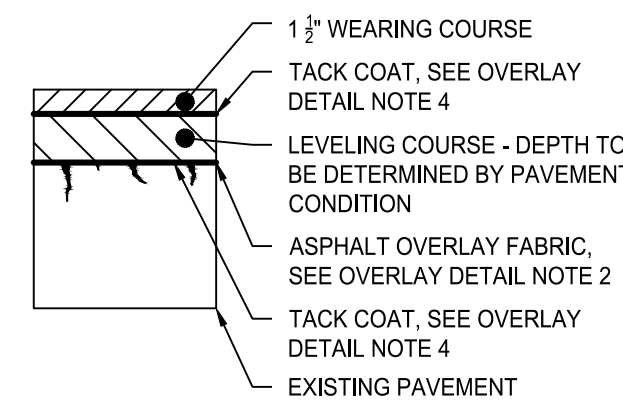 1 1/2" WEARING COURSE
TACK COAT, SEE OVERLAY
DETAIL NOTE 4
LEVELING COURSE - DEPTH TO
BE DETERMINED BY PAVEMENT
CONDITION
ASPHALT OVERLAY FABRIC,
SEE OVERLAY DETAIL NOTE 2
TACK COAT, SEE OVERLAY
DETAIL NOTE 4
EXISTING PAVEMENT